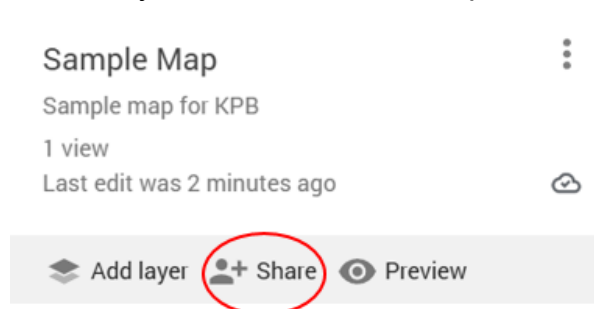 Sample Map
Sample map for KPB
1 view
Last edit was 2 minutes ago
Add layer Share Preview